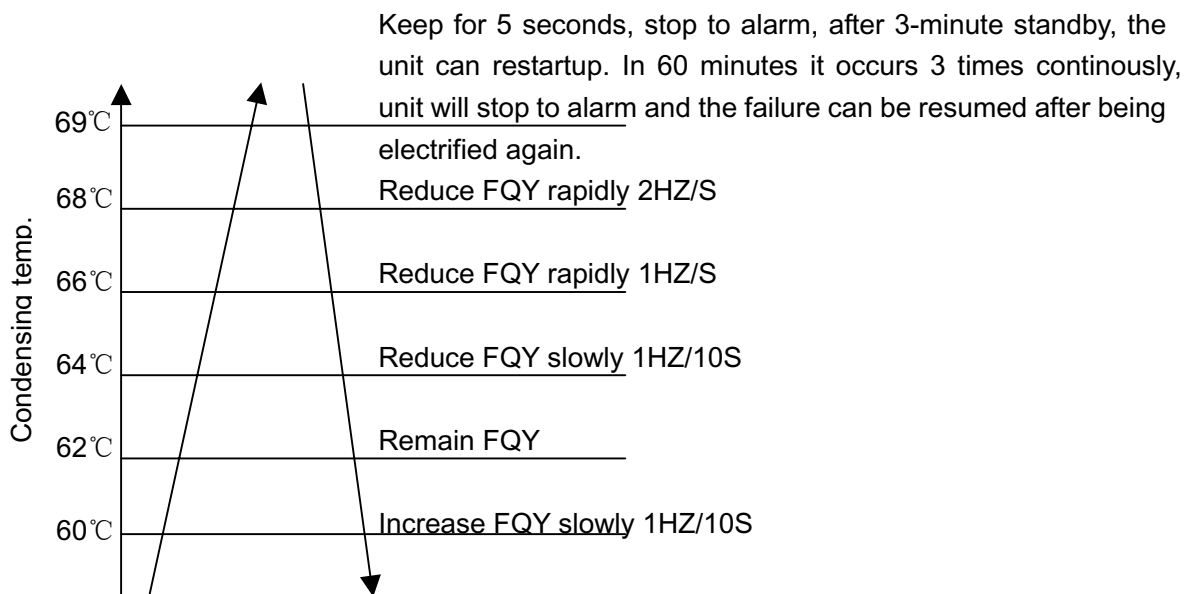 Keep for 5 seconds, stop to alarm, after 3-minute standby, the
unit can restartup. In 60 minutes it occurs 3 times continously,
unit will stop to alarm and the failure can be resumed after being
69℃
electrified again.
68℃
Reduce FQY rapidly 2HZ/S
66℃
Reduce FQY rapidly 1HZ/S
64℃
Reduce FQY slowly 1HZ/10S
62℃
Remain FQY
60℃
Increase FQY slowly 1HZ/10S
Condensing temp.